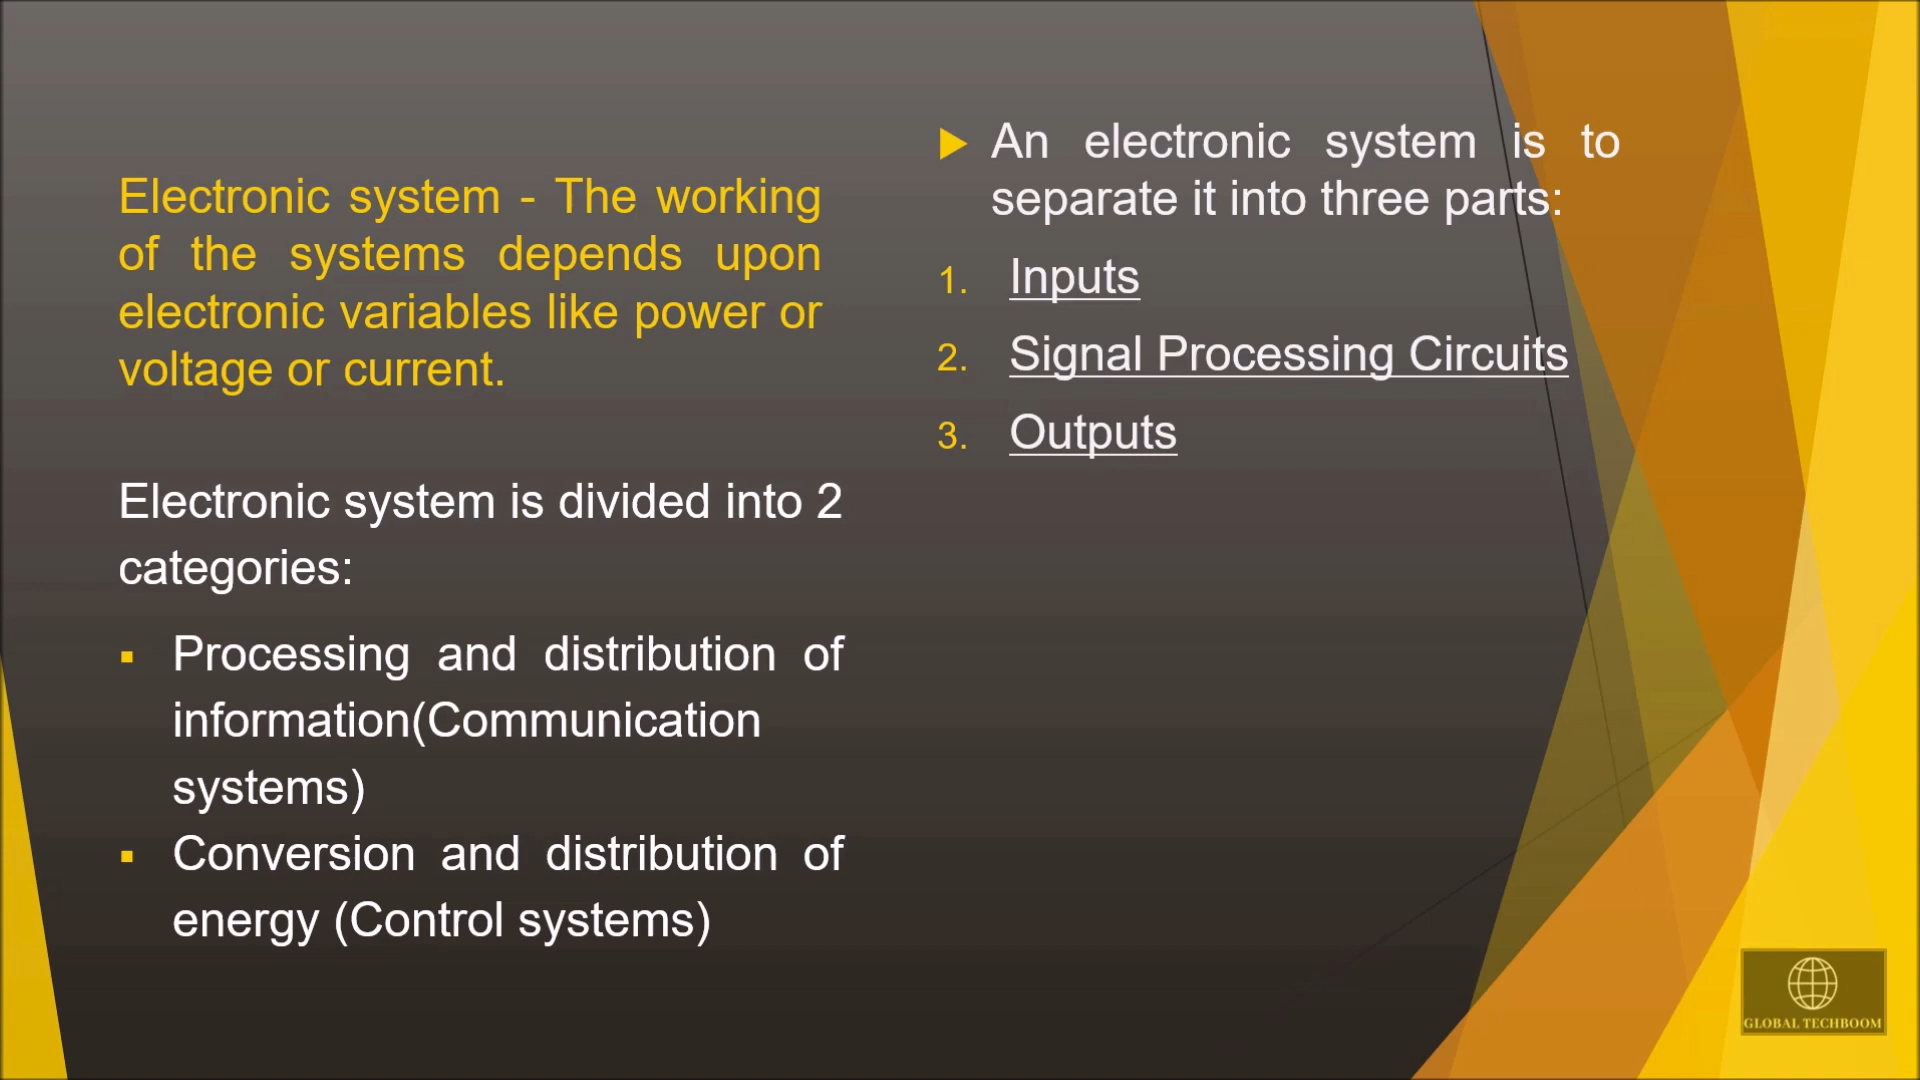 Electronic system - The working
of the systems depends upon
electronic variables like power or
voltage or current.
Electronic system is divided into 2
categories:
▪ Processing and distribution of
information(Communication
systems)
▪ Conversion and distribution of
energy (Control systems)
An electronic system is to
separate it into three parts:
1. Inputs
2. Signal Processing Circuits
3. Outputs
GLOBAL TECHBOOM